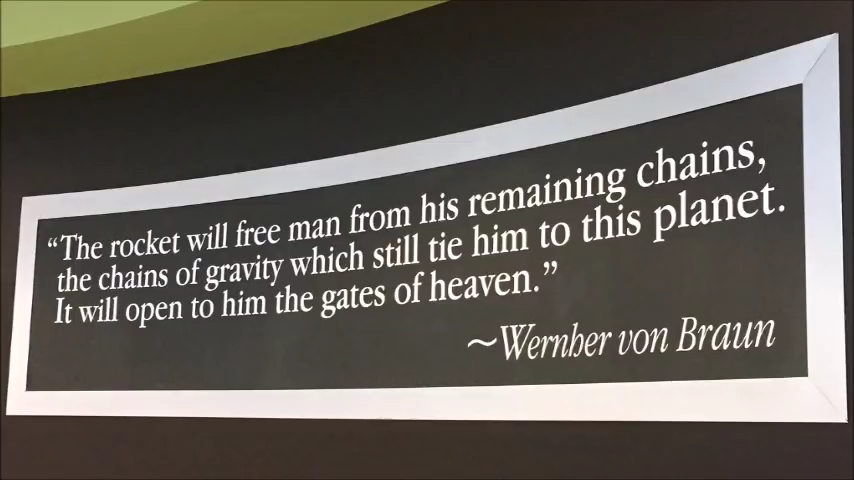 “The rocket will free man from his remaining chains,
the chains of gravity which still tie him to this planet.
It will open to him the gates of heaven.”
~Wernher von Braun